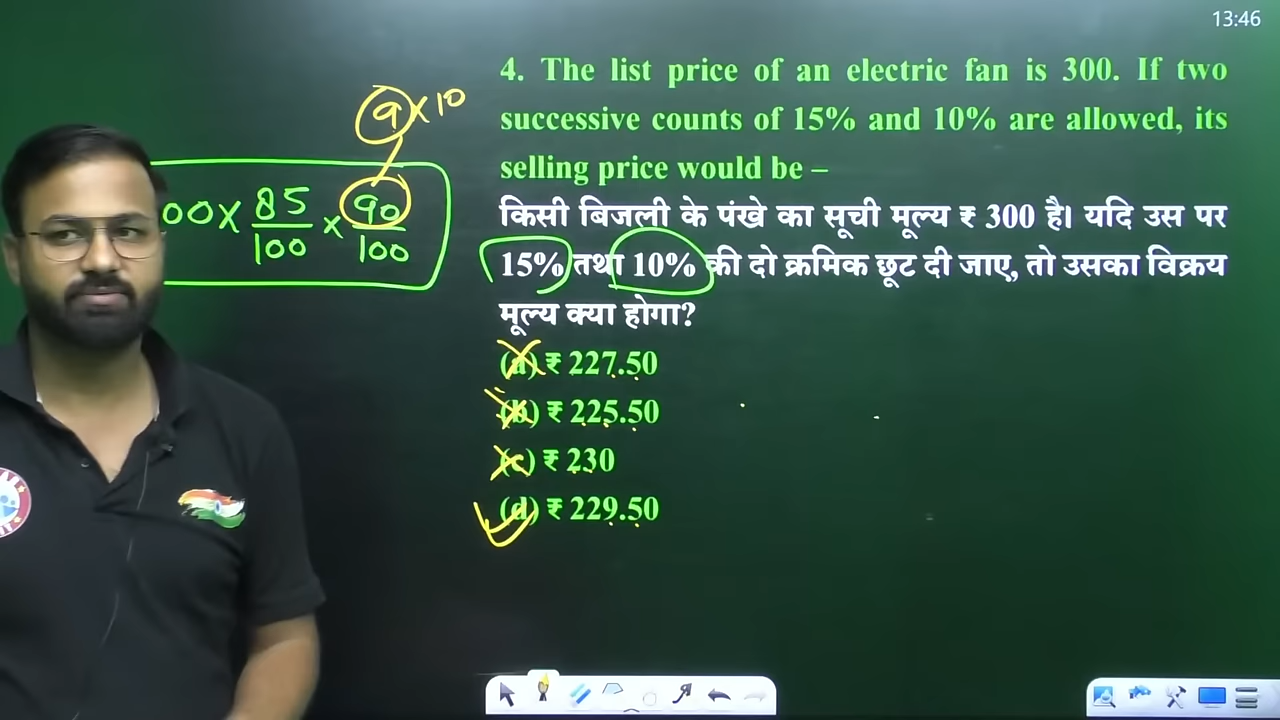 13:46
4. The list price of an electric fan is 300. If two
successive counts of 15% and 10% are allowed, its
selling price would be –
किसी बिजली के पंखे का सूची मूल्य ₹ 300 है। यदि उस पर
15% तथा 10% की दो क्रमिक छूट दी जाए, तो उसका विक्रय
मूल्य क्या होगा?
(a) ₹ 227.50
(b) ₹ 225.50
(c) ₹ 230
(d) ₹ 229.50
9 × 10
00 × 85/100 × 90/100